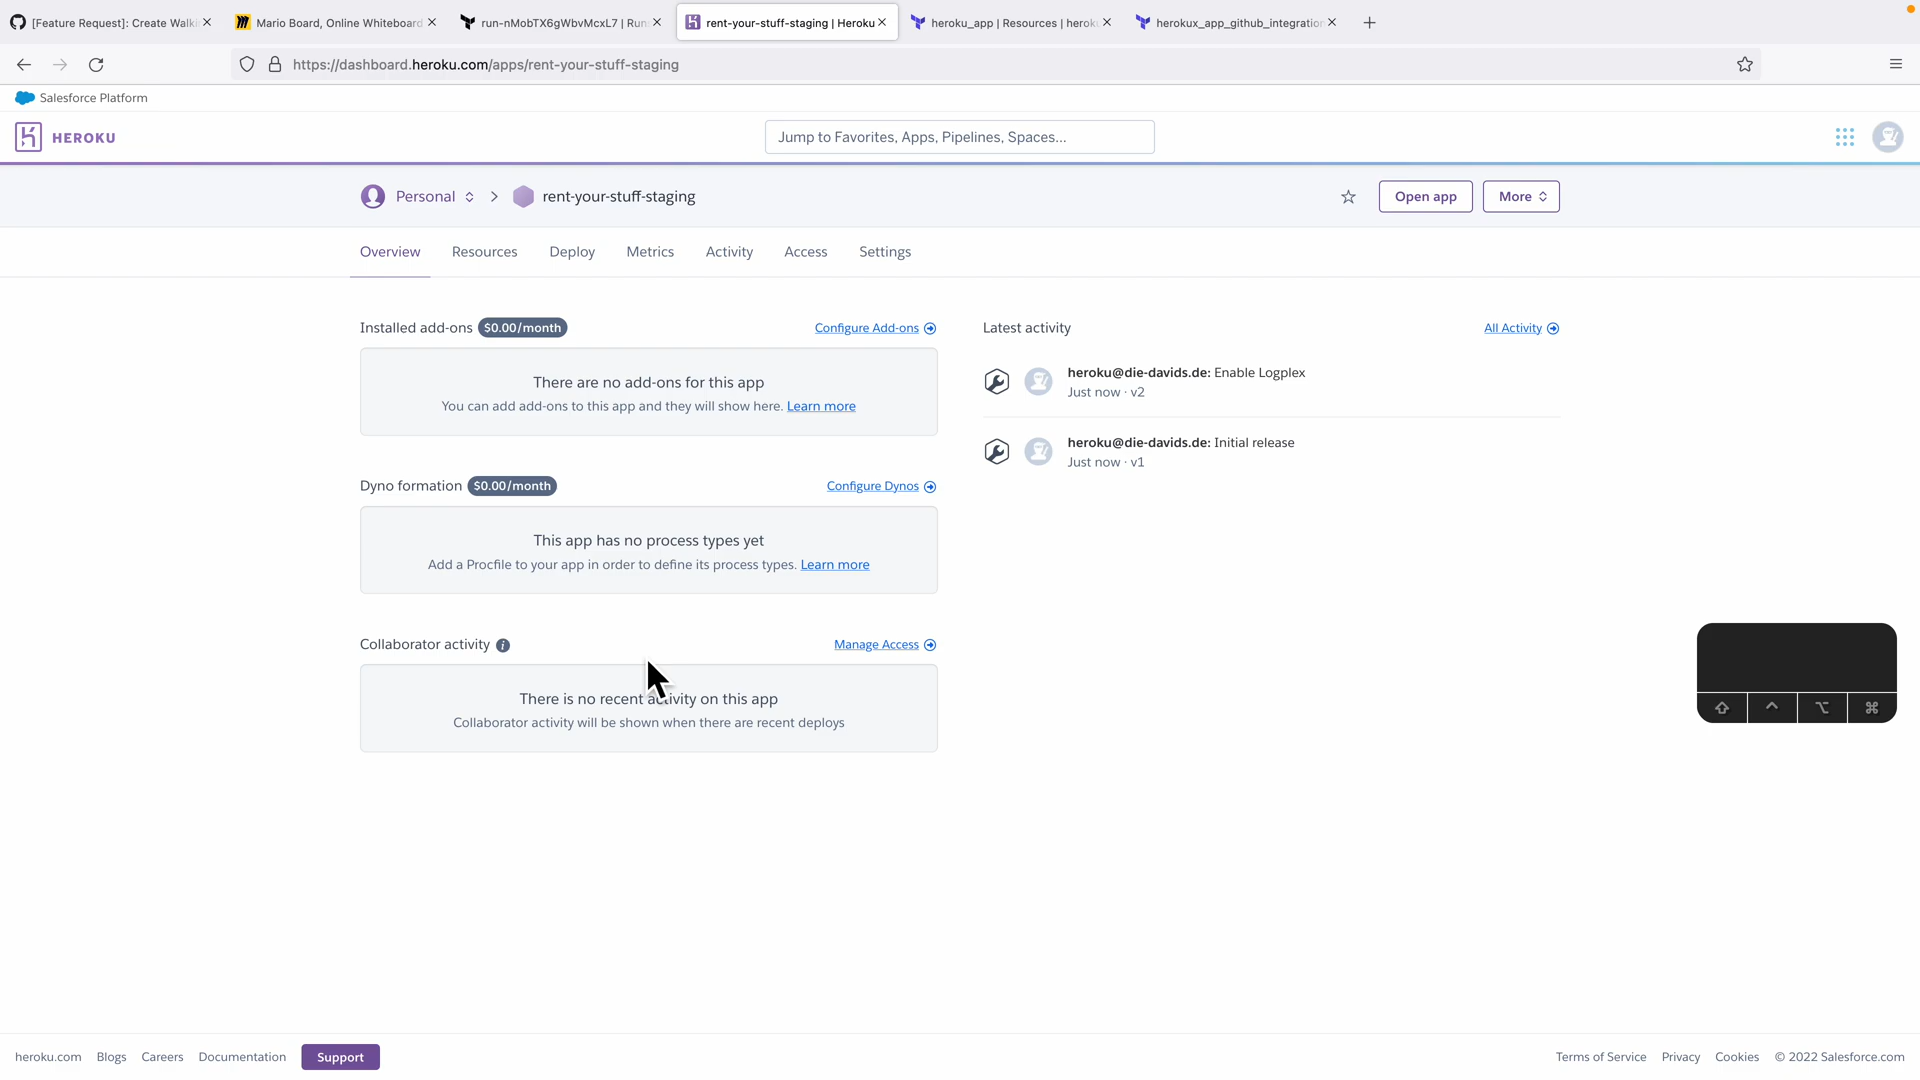 [Feature Request]: Create Walki
Mario Board, Online Whiteboard
run-nMobTX6gWbvMcxL7 | Run
rent-your-stuff-staging | Heroku
heroku_app | Resources | herok
herokux_app_github_integration
https://dashboard.heroku.com/apps/rent-your-stuff-staging
Salesforce Platform
HEROKU
Jump to Favorites, Apps, Pipelines, Spaces...
Personal
rent-your-stuff-staging
Open app
More
Overview
Resources
Deploy
Metrics
Activity
Access
Settings
Installed add-ons $0.00/month
Configure Add-ons
There are no add-ons for this app
You can add add-ons to this app and they will show here. Learn more
Dyno formation $0.00/month
Configure Dynos
This app has no process types yet
Add a Procfile to your app in order to define its process types. Learn more
Collaborator activity
Manage Access
There is no recent activity on this app
Collaborator activity will be shown when there are recent deploys
Latest activity
All Activity
heroku@die-davids.de: Enable Logplex
Just now · v2
heroku@die-davids.de: Initial release
Just now · v1
heroku.com
Blogs
Careers
Documentation
Support
Terms of Service
Privacy
Cookies
© 2022 Salesforce.com